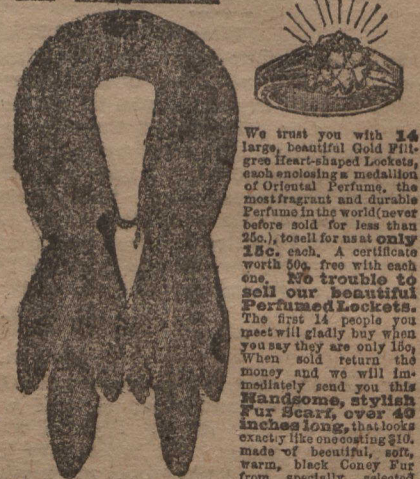 We trust you with 14
large, beautiful Gold Fili-
gree Heart-shaped Lockets,
each enclosing a medallion
of Oriental Perfume, the
most fragrant and durable
Perfume in the world (never
before sold for less than
25c.), to sell for us at only
15c. each. A certificate
worth 50c. free with each
one. No trouble to
sell our beautiful
Perfumed Lockets.
The first 14 people you
meet will gladly buy when
you say they are only 15c,
When sold return the
money and we will im-
mediately send you this
Handsome, stylish
Fur Scarf, over 40
inches long, that looks
exactly like one costing $10.
made of beautiful, soft,
warm, black Coney Fur
from specially selected